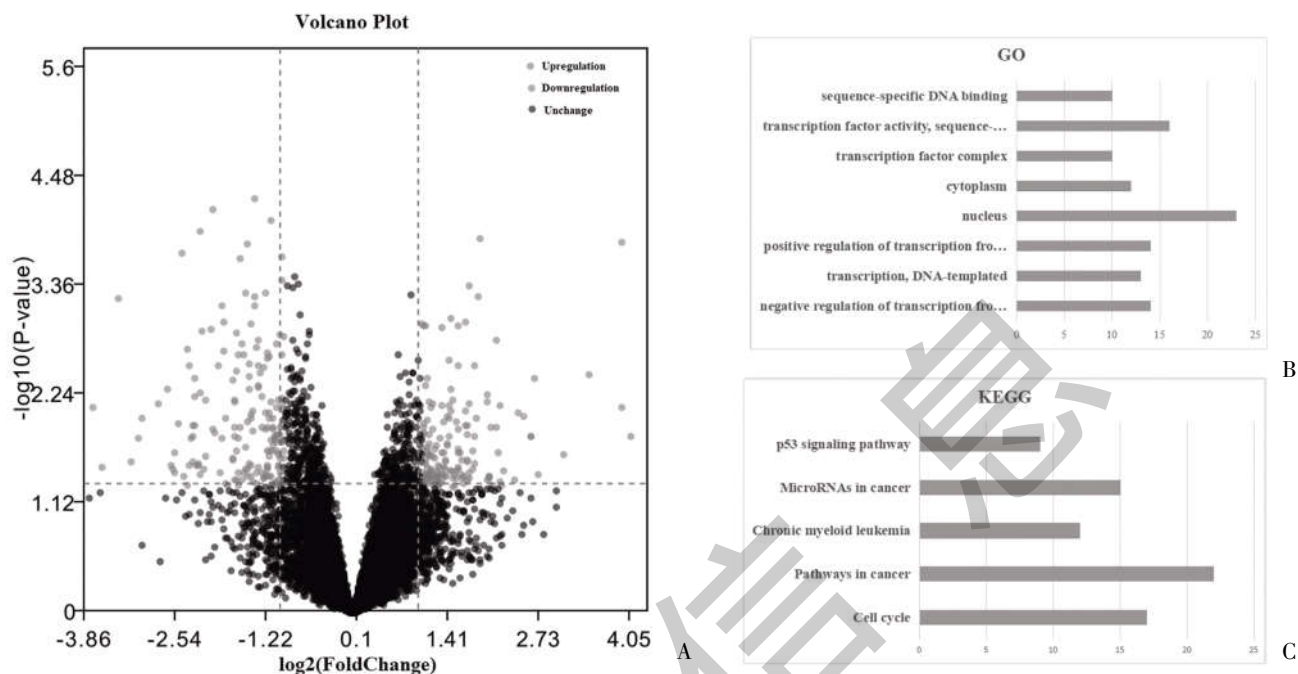 Volcano Plot
5.6
4.48
3.36
2.24
1.12
0
-log10(P-value)
Upregulation
Downregulation
Unchange
-3.86 -2.54 -1.22 0.1 1.41 2.73 4.05
log2(FoldChange)
A
GO
sequence-specific DNA binding
transcription factor activity, sequence-…
transcription factor complex
cytoplasm
nucleus
positive regulation of transcription fro…
transcription, DNA-templated
negative regulation of transcription fro…
0 5 10 15 20 25
B
KEGG
p53 signaling pathway
MicroRNAs in cancer
Chronic myeloid leukemia
Pathways in cancer
Cell cycle
0 5 10 15 20 25
C
信息